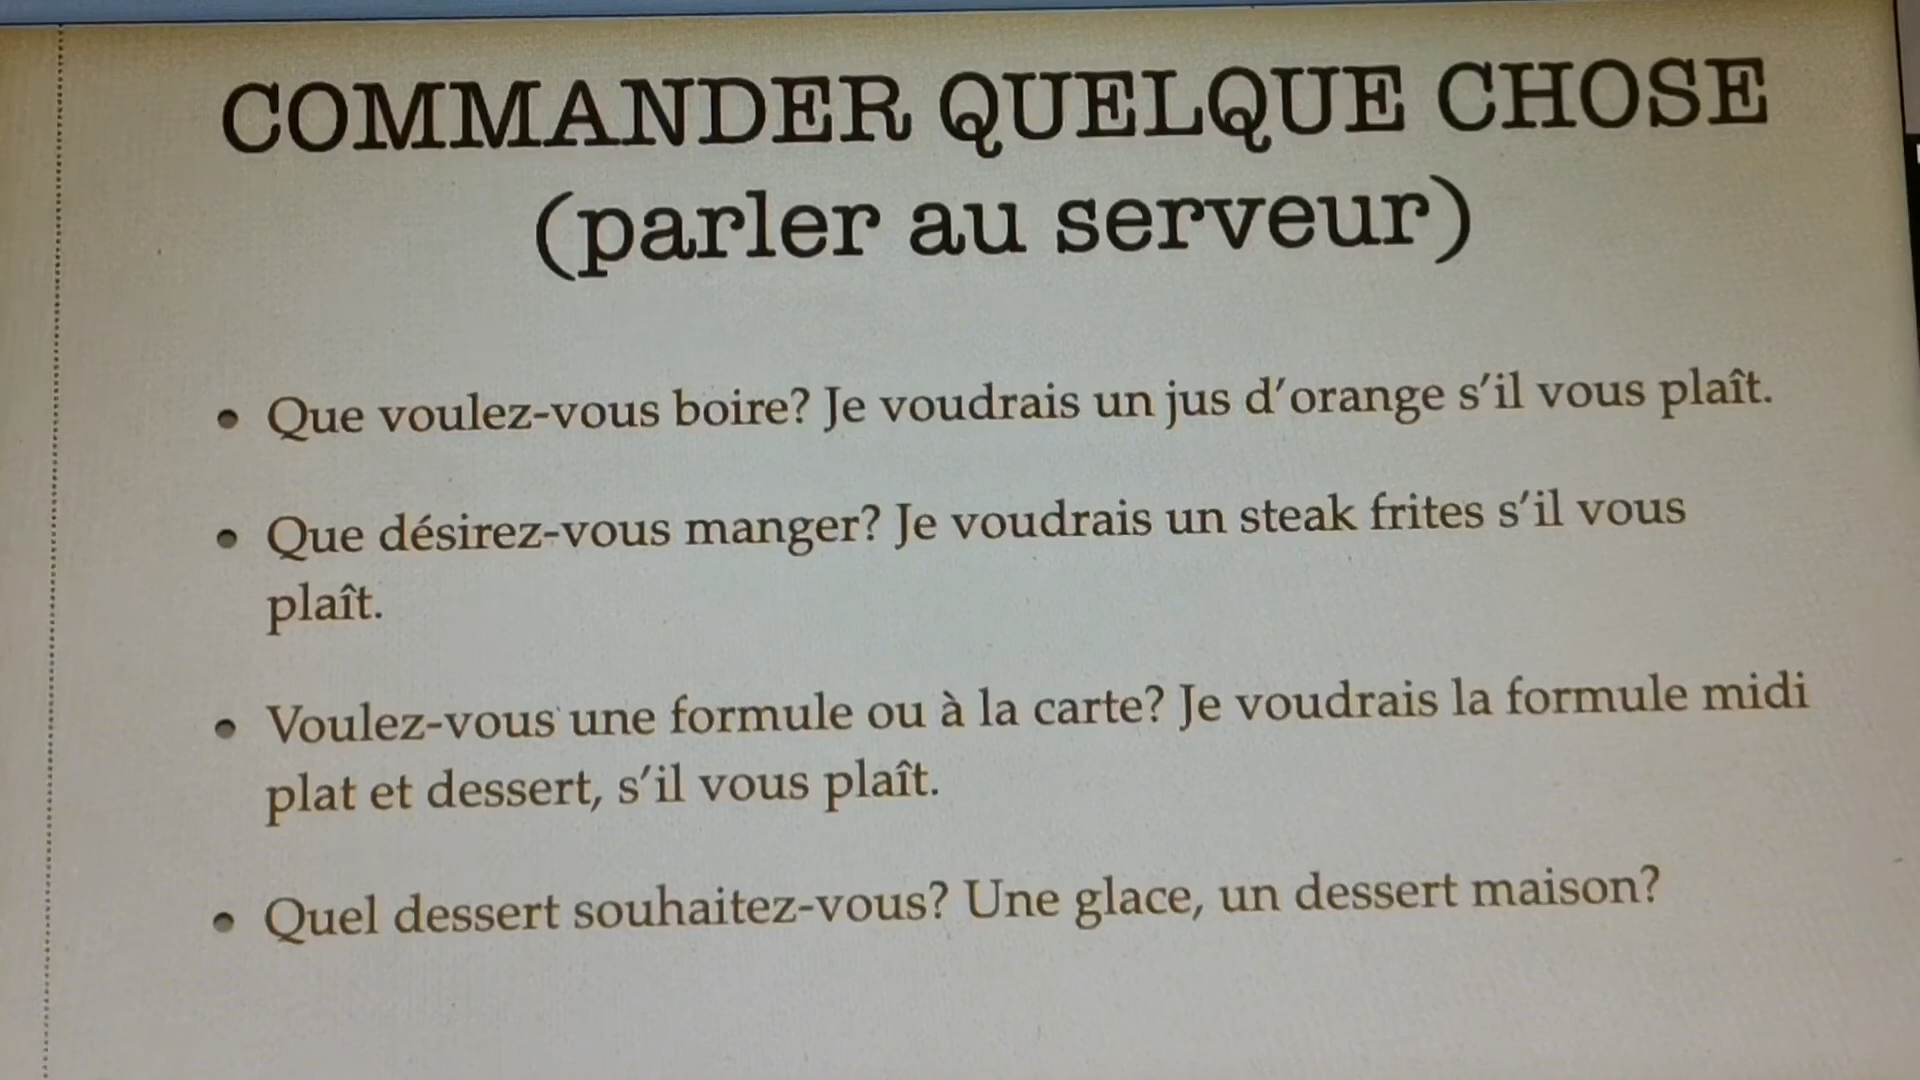 COMMANDER QUELQUE CHOSE
(parler au serveur)
• Que voulez-vous boire? Je voudrais un jus d'orange s'il vous plaît.
• Que désirez-vous manger? Je voudrais un steak frites s'il vous
plaît.
• Voulez-vous une formule ou à la carte? Je voudrais la formule midi
plat et dessert, s'il vous plaît.
• Quel dessert souhaitez-vous? Une glace, un dessert maison?